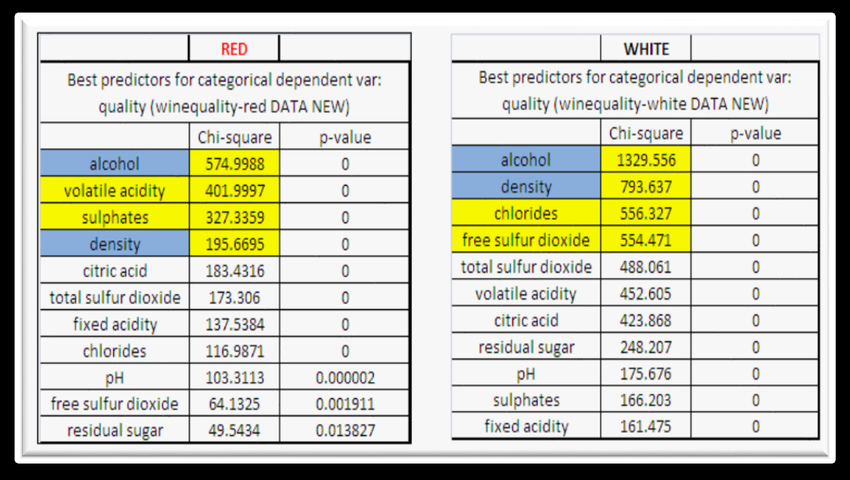 RED
Best predictors for categorical dependent var:
quality (winequality-red DATA NEW)
Chi-square p-value
alcohol 574.9988 0
volatile acidity 401.9997 0
sulphates 327.3359 0
density 195.6695 0
citric acid 183.4316 0
total sulfur dioxide 173.306 0
fixed acidity 137.5384 0
chlorides 116.9871 0
pH 103.3113 0.000002
free sulfur dioxide 64.1325 0.001911
residual sugar 49.5434 0.013827
WHITE
Best predictors for categorical dependent var:
quality (winequality-white DATA NEW)
Chi-square p-value
alcohol 1329.556 0
density 793.637 0
chlorides 556.327 0
free sulfur dioxide 554.471 0
total sulfur dioxide 488.061 0
volatile acidity 452.605 0
citric acid 423.868 0
residual sugar 248.207 0
pH 175.676 0
sulphates 166.203 0
fixed acidity 161.475 0